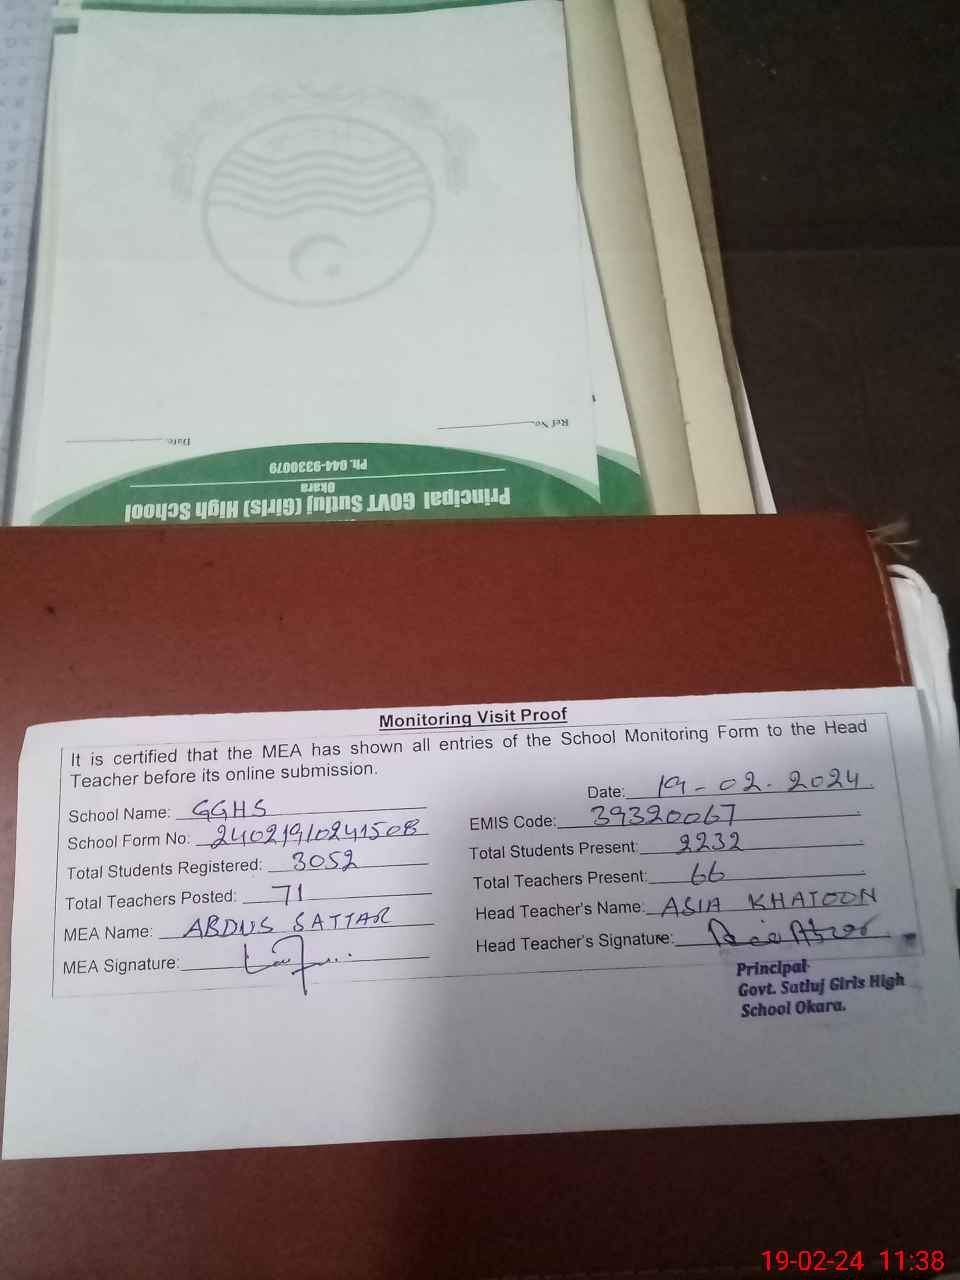 Ref No.
Date:
Principal GOVT Sutluj (Girls) High School
Okara
Ph. 044-9330079
Monitoring Visit Proof
It is certified that the MEA has shown all entries of the School Monitoring Form to the Head
Teacher before its online submission.
Date: 19-02-2024
School Name: GGHS
EMIS Code: 39320067
School Form No:
Total Students Present: 2232
Total Students Registered: 3052
Total Teachers Present: 66
Total Teachers Posted: 71
Head Teacher's Name: ASIA KHATOON
MEA Name: ABDUS SATTAR
Head Teacher's Signature:
MEA Signature:
Principal
Govt. Satluj Girls High
School Okara.
19-02-24 11:38